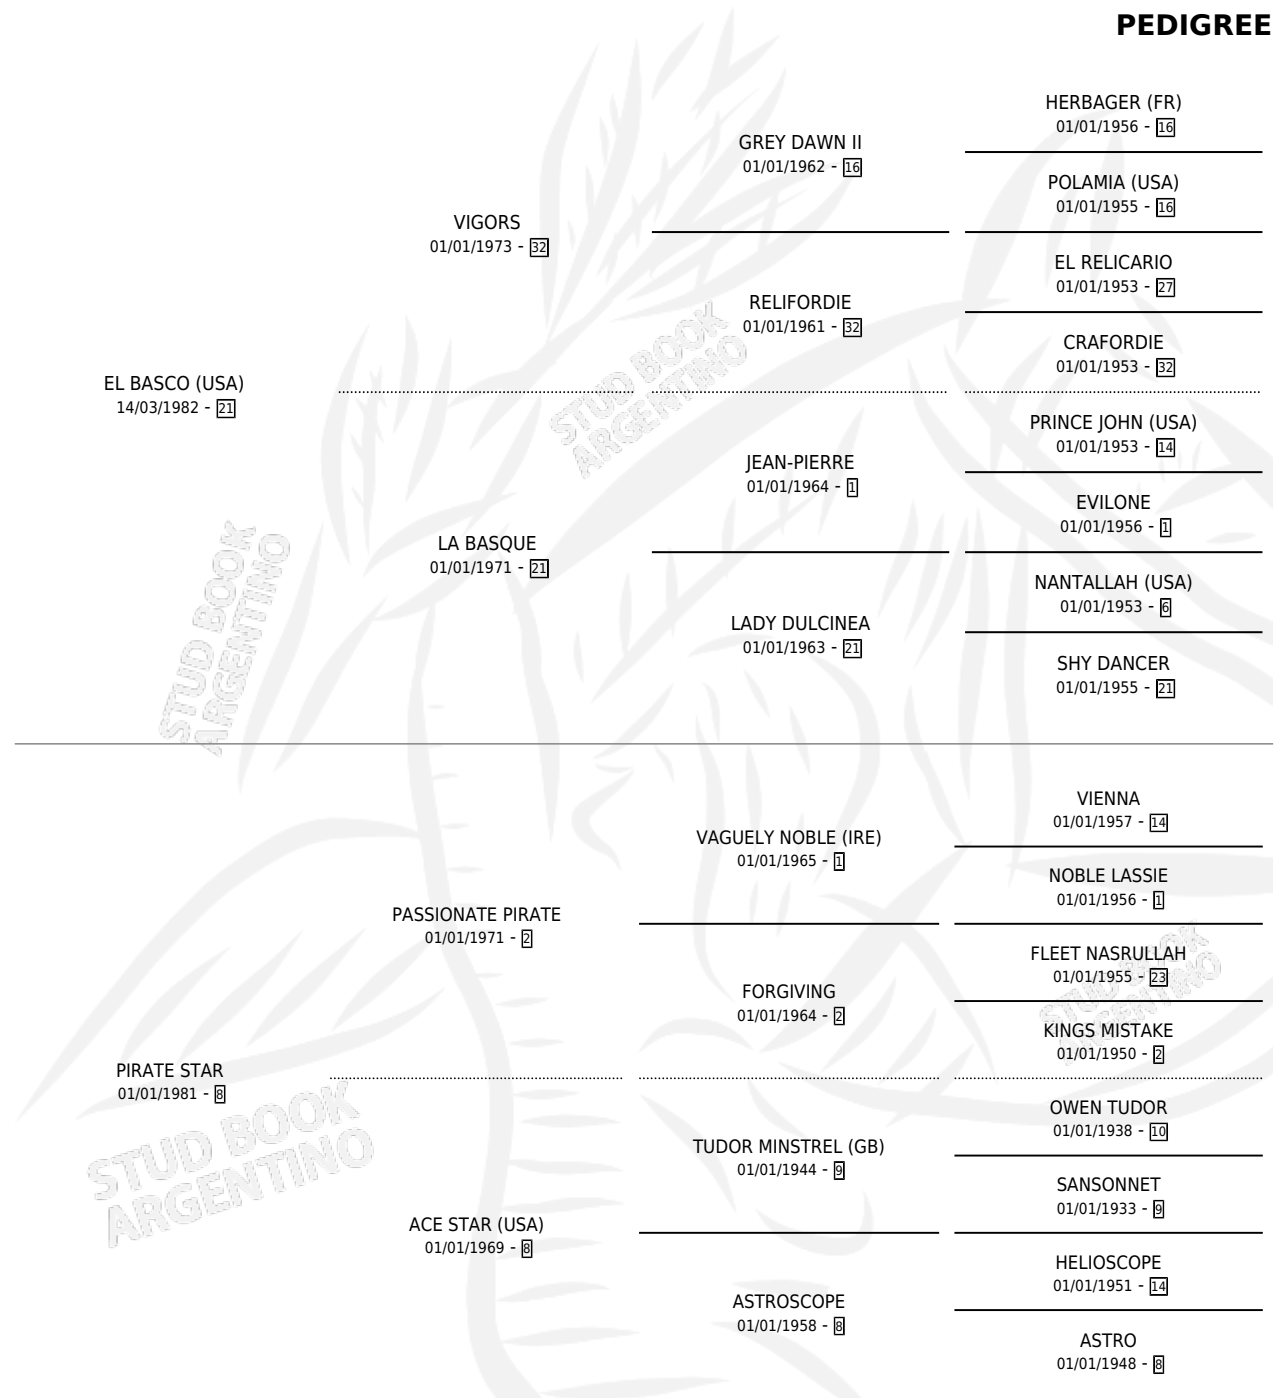 PEDIGREE
HERBAGER (FR)
01/01/1956 - 16
GREY DAWN II
01/01/1962 - 16
POLAMIA (USA)
01/01/1955 - 16
VIGORS
01/01/1973 - 32
EL RELICARIO
01/01/1953 - 27
RELIFORDIE
01/01/1961 - 32
CRAFORDIE
01/01/1953 - 32
EL BASCO (USA)
14/03/1982 - 21
PRINCE JOHN (USA)
01/01/1953 - 14
JEAN-PIERRE
01/01/1964 - 1
EVILONE
01/01/1956 - 1
LA BASQUE
01/01/1971 - 21
NANTALLAH (USA)
01/01/1953 - 6
LADY DULCINEA
01/01/1963 - 21
SHY DANCER
01/01/1955 - 21
VIENNA
01/01/1957 - 14
VAGUELY NOBLE (IRE)
01/01/1965 - 1
NOBLE LASSIE
01/01/1956 - 1
PASSIONATE PIRATE
01/01/1971 - 2
FLEET NASRULLAH
01/01/1955 - 23
FORGIVING
01/01/1964 - 2
KINGS MISTAKE
01/01/1950 - 2
PIRATE STAR
01/01/1981 - 8
OWEN TUDOR
01/01/1938 - 10
TUDOR MINSTREL (GB)
01/01/1944 - 9
SANSONNET
01/01/1933 - 9
ACE STAR (USA)
01/01/1969 - 8
HELIOSCOPE
01/01/1951 - 14
ASTROSCOPE
01/01/1958 - 8
ASTRO
01/01/1948 - 8
STUD BOOK
ARGENTINO
STUD BOOK
ARGENTINO
STUD BOOK
ARGENTINO
STUD BOOK
ARGENTINO